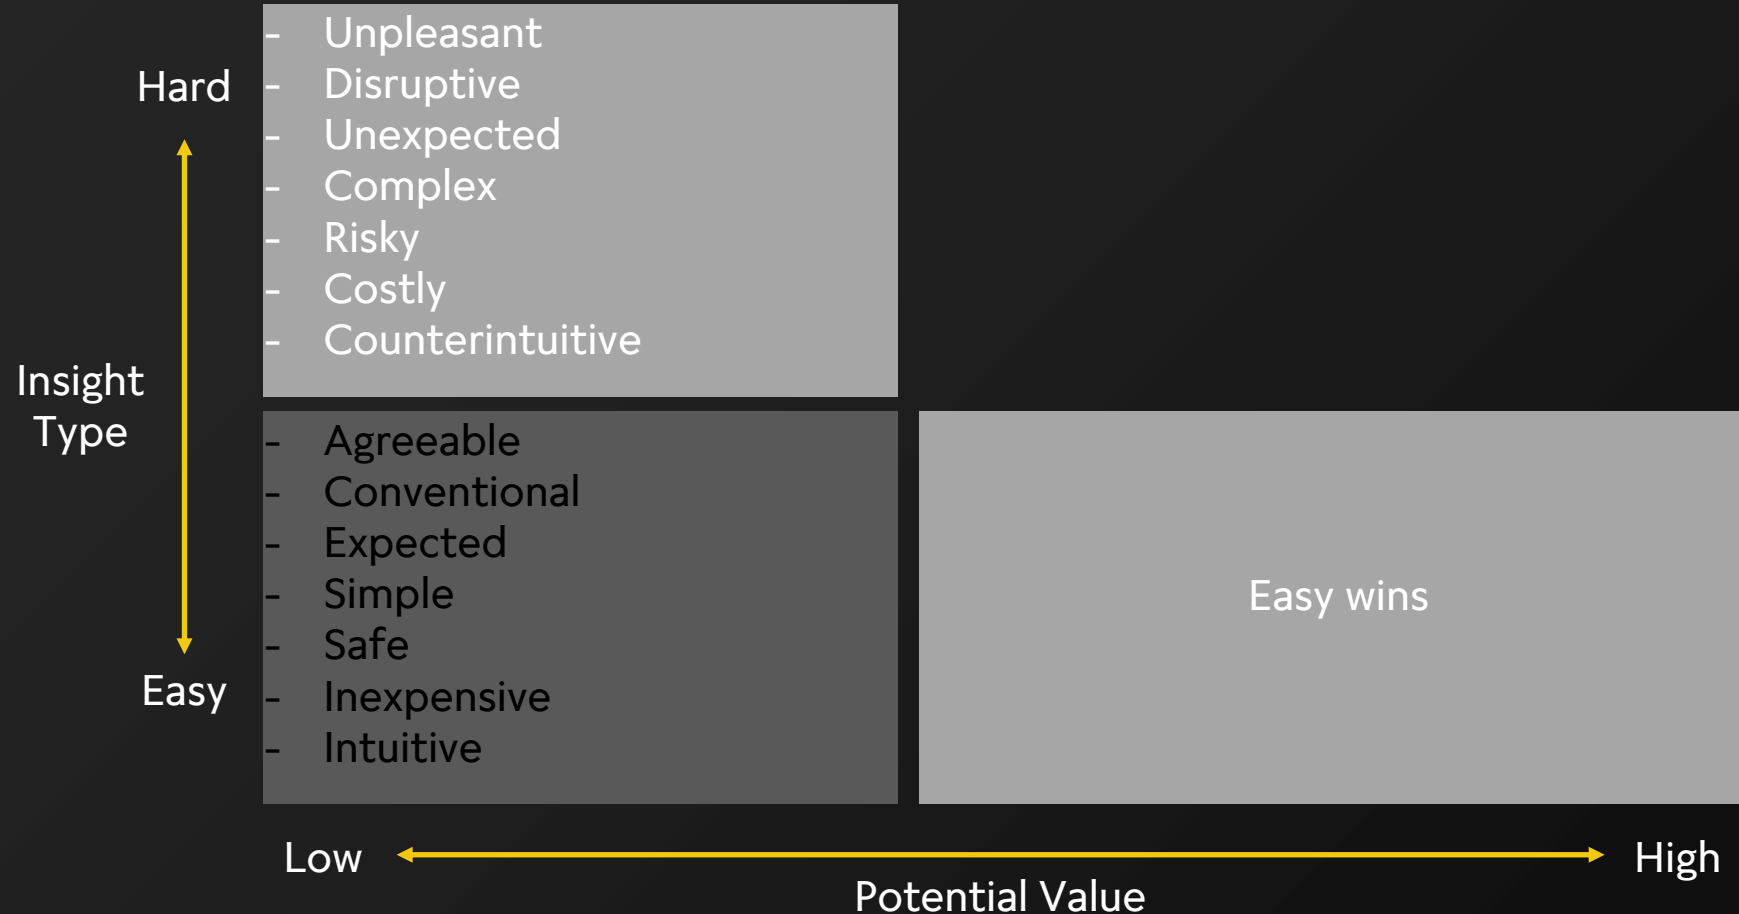 Hard
- Unpleasant
- Disruptive
- Unexpected
- Complex
- Risky
- Costly
- Counterintuitive
Insight
Type
- Agreeable
- Conventional
- Expected
- Simple
- Safe
- Inexpensive
- Intuitive
Easy
Easy wins
Low
High
Potential Value